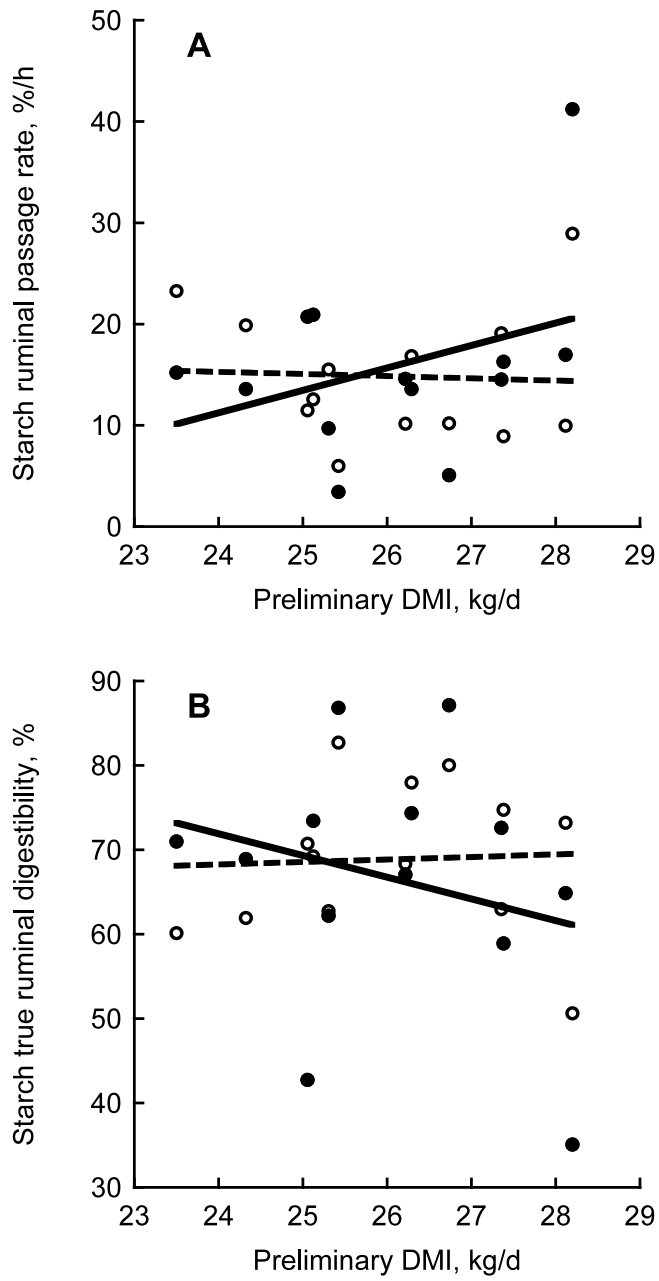 A
Starch ruminal passage rate, %/h
50
40
30
20
10
0
23 24 25 26 27 28 29
Preliminary DMI, kg/d
B
Starch true ruminal digestibility, %
90
80
70
60
50
40
30
23 24 25 26 27 28 29
Preliminary DMI, kg/d